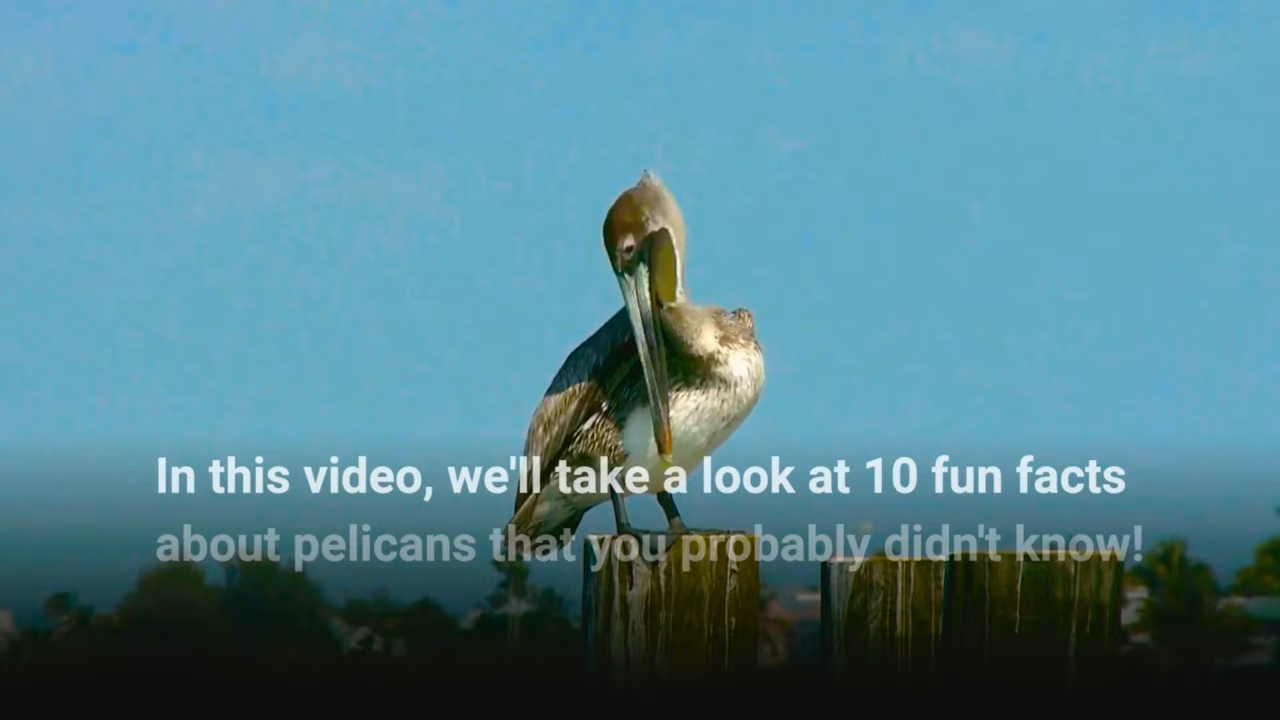 In this video, we'll take a look at 10 fun facts
about pelicans that you probably didn't know!